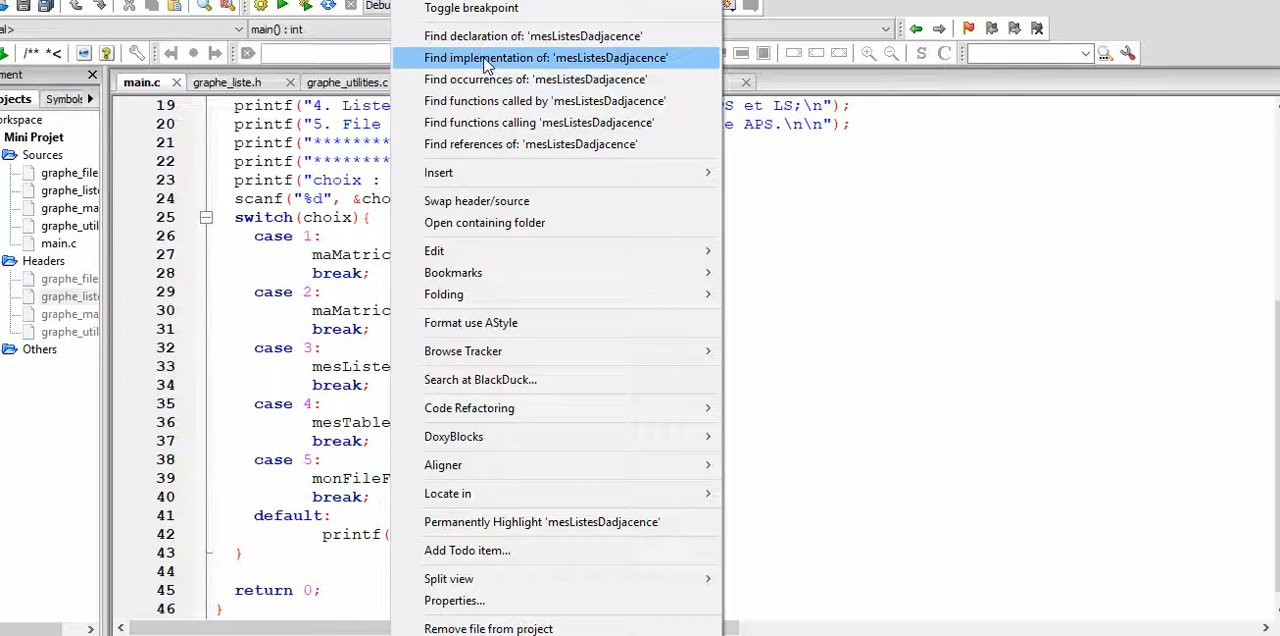 Debu
Toggle breakpoint
main() : int
Find declaration of: 'mesListesDadjacence'
/** *<
Find implementation of: 'mesListesDadjacence'
S C
ment
main.c
graphe_liste.h
graphe_utilities.c
Find occurrences of: 'mesListesDadjacence'
ojects
Symbols
Find functions called by 'mesListesDadjacence'
19 printf("4. Liste
PS et LS;\n");
orkspace
Find functions calling 'mesListesDadjacence'
20 printf("5. File
e APS.\n\n");
Mini Projet
Find references of: 'mesListesDadjacence'
21 printf("********
Sources
22 printf("********
graphe_file
Insert
23 printf("choix :
graphe_liste
Swap header/source
24 scanf("%d", &cho
graphe_ma
Open containing folder
25 switch(choix){
graphe_util
26 case 1:
main.c
Edit
27 maMatric
Headers
Bookmarks
28 break;
graphe_file
Folding
29 case 2:
graphe_liste
30 maMatric
graphe_ma
Format use AStyle
31 break;
graphe_util
Browse Tracker
32 case 3:
Others
33 mesListe
Search at BlackDuck...
34 break;
Code Refactoring
35 case 4:
36 mesTable
DoxyBlocks
37 break;
Aligner
38 case 5:
39 monFileF
Locate in
40 break;
Permanently Highlight 'mesListesDadjacence'
41 default:
42 printf(
Add Todo item...
43 }
Split view
44
45 return 0;
Properties...
46 }
Remove file from project